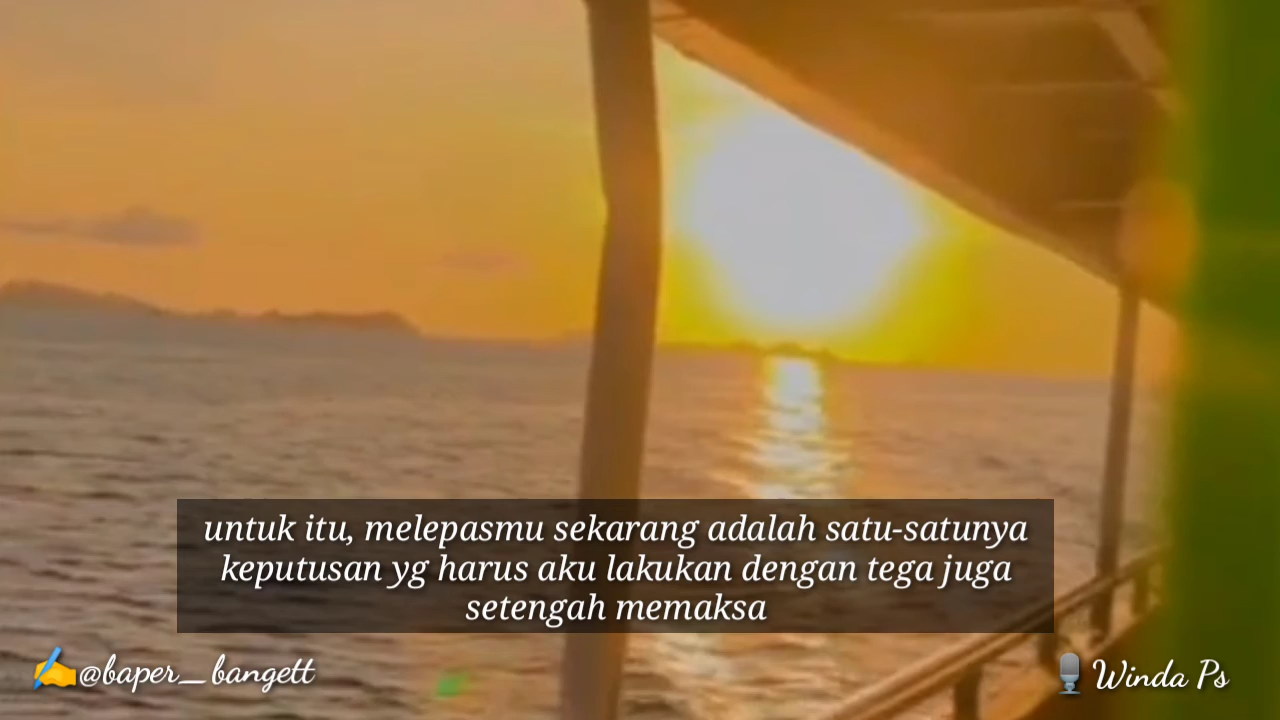 untuk itu, melepasmu sekarang adalah satu-satunya
keputusan yg harus aku lakukan dengan tega juga
setengah memaksa
@baper_bangett
Winda Ps